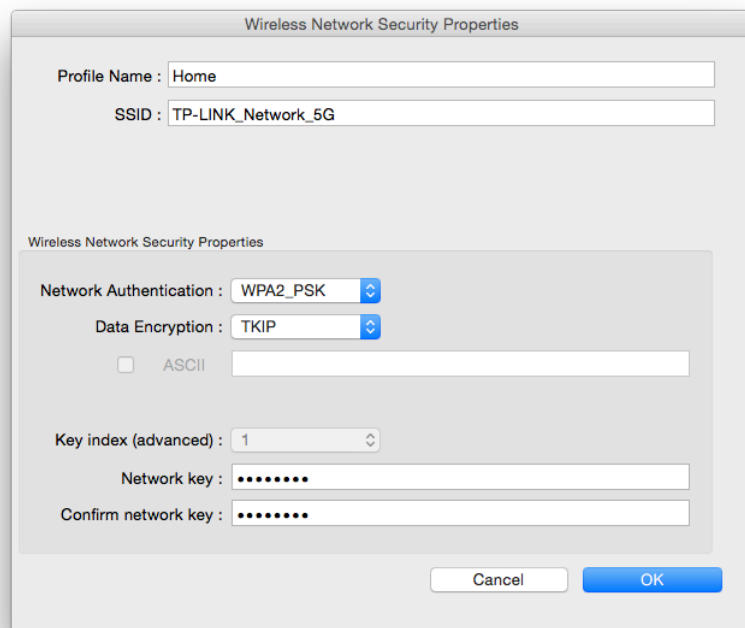 Wireless Network Security Properties
Profile Name : Home
SSID : TP-LINK_Network_5G
Wireless Network Security Properties
Network Authentication : WPA2_PSK
Data Encryption : TKIP
ASCII
Key index (advanced) : 1
Network key : ••••••••
Confirm network key : ••••••••
Cancel OK